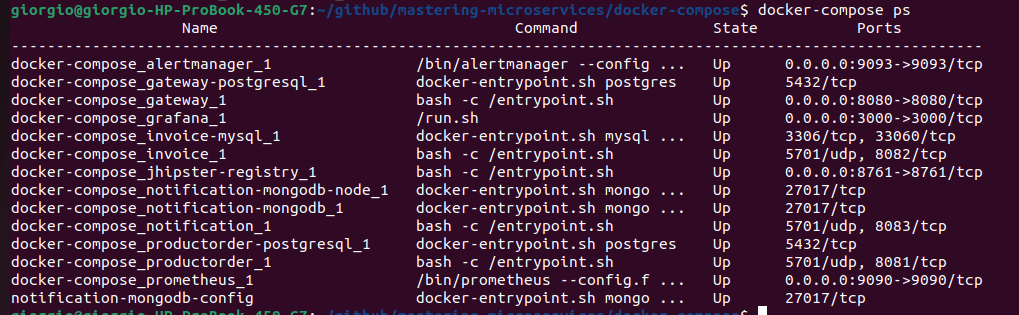 giorgio@giorgio-HP-ProBook-450-G7:~/github/mastering-microservices/docker-compose$ docker-compose ps
Name Command State Ports
-----------------------------------------------------------------------------------------------------------
docker-compose_alertmanager_1 /bin/alertmanager --config ... Up 0.0.0.0:9093->9093/tcp
docker-compose_gateway-postgresql_1 docker-entrypoint.sh postgres Up 5432/tcp
docker-compose_gateway_1 bash -c /entrypoint.sh Up 0.0.0.0:8080->8080/tcp
docker-compose_grafana_1 /run.sh Up 0.0.0.0:3000->3000/tcp
docker-compose_invoice-mysql_1 docker-entrypoint.sh mysql ... Up 3306/tcp, 33060/tcp
docker-compose_invoice_1 bash -c /entrypoint.sh Up 5701/udp, 8082/tcp
docker-compose_jhipster-registry_1 bash -c /entrypoint.sh Up 0.0.0.0:8761->8761/tcp
docker-compose_notification-mongodb-node_1 docker-entrypoint.sh mongo ... Up 27017/tcp
docker-compose_notification-mongodb_1 docker-entrypoint.sh mongo ... Up 27017/tcp
docker-compose_notification_1 bash -c /entrypoint.sh Up 5701/udp, 8083/tcp
docker-compose_productorder-postgresql_1 docker-entrypoint.sh postgres Up 5432/tcp
docker-compose_productorder_1 bash -c /entrypoint.sh Up 5701/udp, 8081/tcp
docker-compose_prometheus_1 /bin/prometheus --config.f ... Up 0.0.0.0:9090->9090/tcp
notification-mongodb-config docker-entrypoint.sh mongo ... Up 27017/tcp
giorgio@giorgio-HP-ProBook-450-G7:~/github/mastering-microservices/docker-compose$